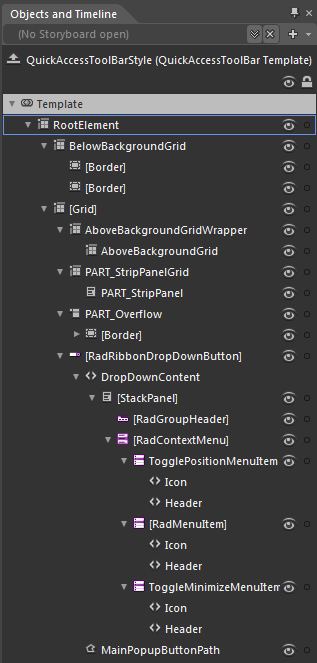 Objects and Timeline
(No Storyboard open)
QuickAccessToolBarStyle (QuickAccessToolBar Template)
Template
RootElement
BelowBackgroundGrid
[Border]
[Border]
[Grid]
AboveBackgroundGridWrapper
AboveBackgroundGrid
PART_StripPanelGrid
PART_StripPanel
PART_Overflow
[Border]
[RadRibbonDropDownButton]
DropDownContent
[StackPanel]
[RadGroupHeader]
[RadContextMenu]
TogglePositionMenuItem
Icon
Header
[RadMenuItem]
Icon
Header
ToggleMinimizeMenuItem
Icon
Header
MainPopupButtonPath